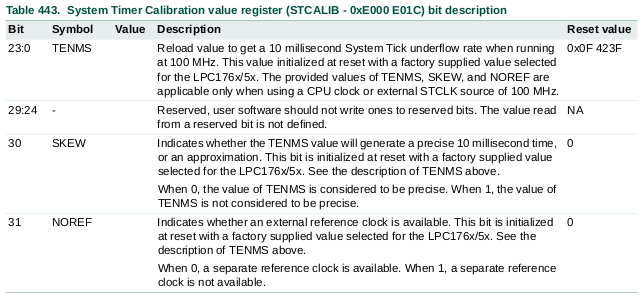 Table 443. System Timer Calibration value register (STCALIB - 0xE000 E01C) bit description
Bit Symbol Value Description Reset value
23:0 TENMS Reload value to get a 10 millisecond System Tick underflow rate when running 0x0F 423F
at 100 MHz. This value initialized at reset with a factory supplied value selected
for the LPC176x/5x. The provided values of TENMS, SKEW, and NOREF are
applicable only when using a CPU clock or external STCLK source of 100 MHz.
29:24 - Reserved, user software should not write ones to reserved bits. The value read NA
from a reserved bit is not defined.
30 SKEW Indicates whether the TENMS value will generate a precise 10 millisecond time, 0
or an approximation. This bit is initialized at reset with a factory supplied value
selected for the LPC176x/5x. See the description of TENMS above.
When 0, the value of TENMS is considered to be precise. When 1, the value of
TENMS is not considered to be precise.
31 NOREF Indicates whether an external reference clock is available. This bit is initialized 0
at reset with a factory supplied value selected for the LPC176x/5x. See the
description of TENMS above.
When 0, a separate reference clock is available. When 1, a separate reference
clock is not available.